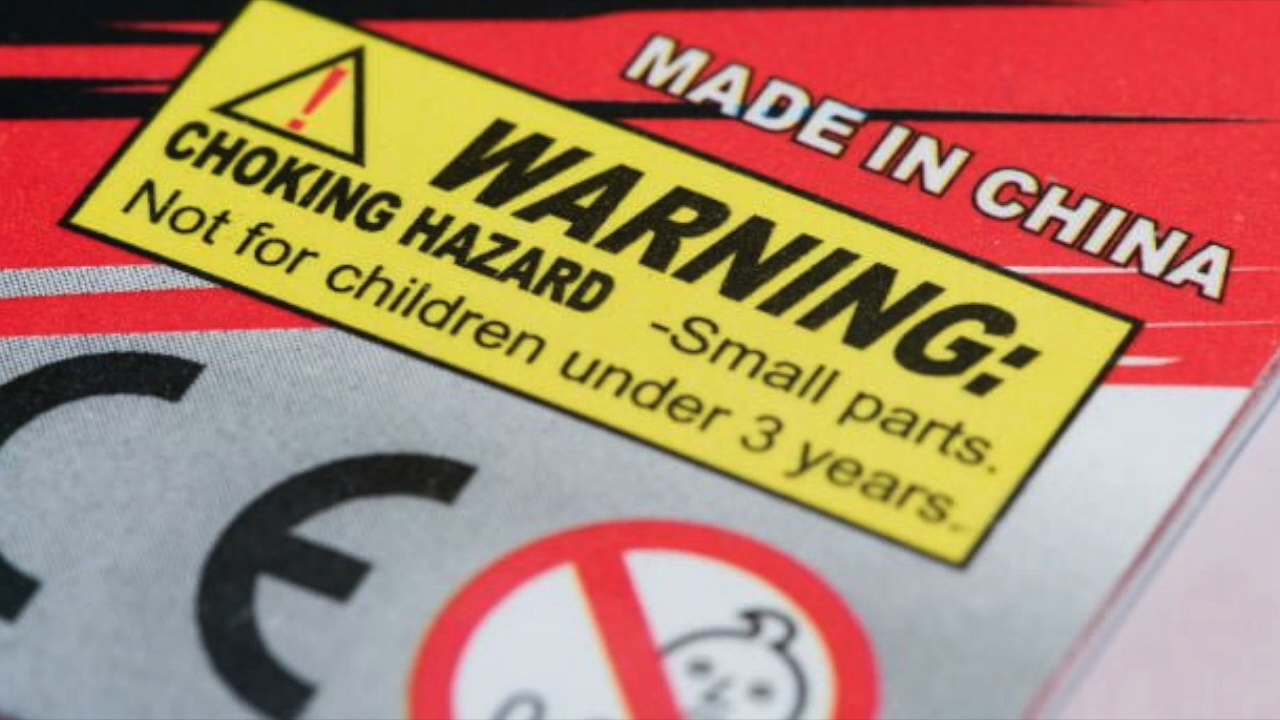 MADE IN CHINA
WARNING:
CHOKING HAZARD -Small parts.
Not for children under 3 years.
CE